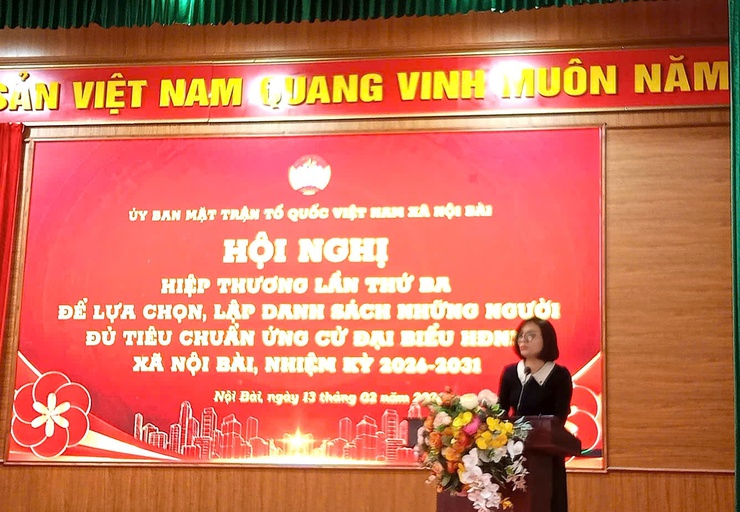 SẢN VIỆT NAM QUANG VINH MUÔN NĂM
ỦY BAN MẶT TRẬN TỔ QUỐC VIỆT NAM XÃ NỘI BÀI
HỘI NGHỊ
HIỆP THƯƠNG LẦN THỨ BA
ĐỂ LỰA CHỌN, LẬP DANH SÁCH NHỮNG NGƯỜI
ĐỦ TIÊU CHUẨN ỨNG CỬ ĐẠI BIỂU HĐN
XÃ NỘI BÀI, NHIỆM KỲ 2026-2031
Nội Bài, ngày 13 tháng 02 năm